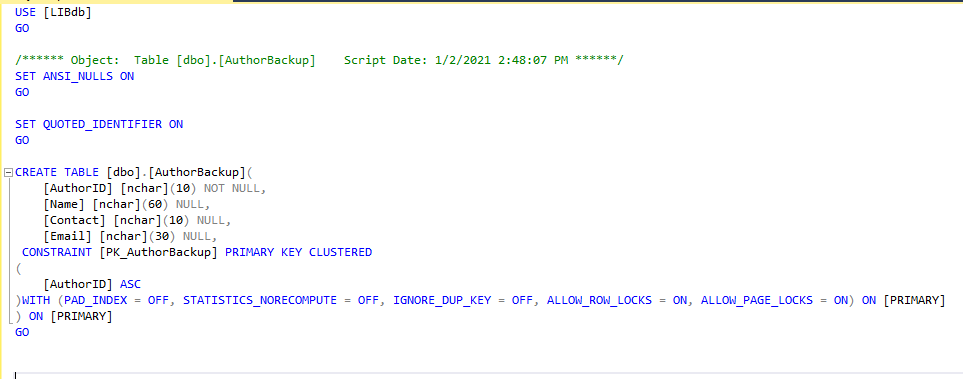 USE [LIBdb]
GO
/****** Object:  Table [dbo].[AuthorBackup]    Script Date: 1/2/2021 2:48:07 PM ******/
SET ANSI_NULLS ON
GO
SET QUOTED_IDENTIFIER ON
GO
CREATE TABLE [dbo].[AuthorBackup](
    [AuthorID] [nchar](10) NOT NULL,
    [Name] [nchar](60) NULL,
    [Contact] [nchar](10) NULL,
    [Email] [nchar](30) NULL,
 CONSTRAINT [PK_AuthorBackup] PRIMARY KEY CLUSTERED
(
    [AuthorID] ASC
)WITH (PAD_INDEX = OFF, STATISTICS_NORECOMPUTE = OFF, IGNORE_DUP_KEY = OFF, ALLOW_ROW_LOCKS = ON, ALLOW_PAGE_LOCKS = ON) ON [PRIMARY]
) ON [PRIMARY]
GO